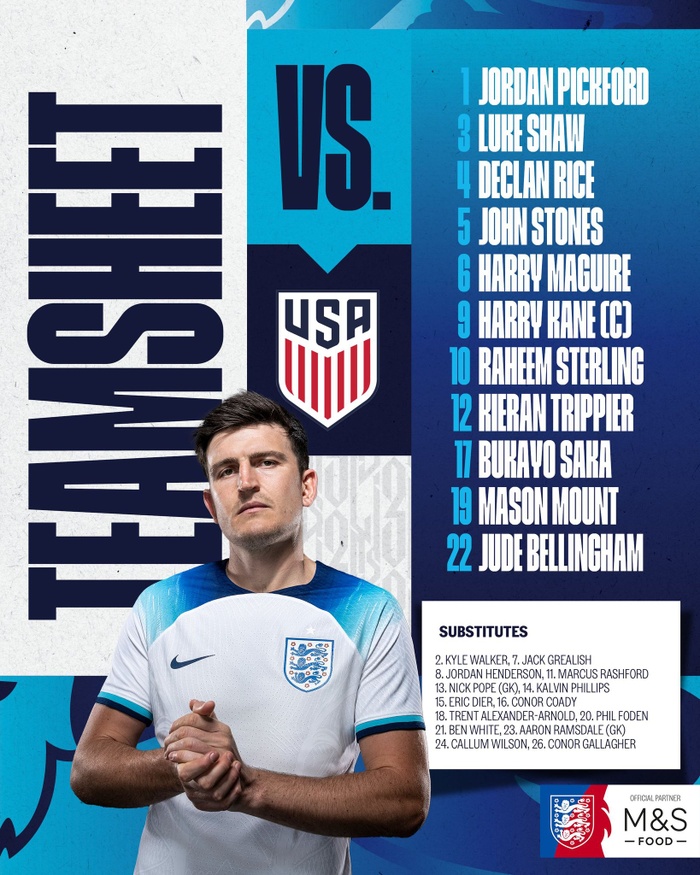 TEAMSHEET
VS.
USA
1 JORDAN PICKFORD
3 LUKE SHAW
4 DECLAN RICE
5 JOHN STONES
6 HARRY MAGUIRE
9 HARRY KANE (C)
10 RAHEEM STERLING
12 KIERAN TRIPPIER
17 BUKAYO SAKA
19 MASON MOUNT
22 JUDE BELLINGHAM
SUBSTITUTES
2. KYLE WALKER, 7. JACK GREALISH
8. JORDAN HENDERSON, 11. MARCUS RASHFORD
13. NICK POPE (GK), 14. KALVIN PHILLIPS
15. ERIC DIER, 16. CONOR COADY
18. TRENT ALEXANDER-ARNOLD, 20. PHIL FODEN
21. BEN WHITE, 23. AARON RAMSDALE (GK)
24. CALLUM WILSON, 26. CONOR GALLAGHER
OFFICIAL PARTNER
M&S
—FOOD—